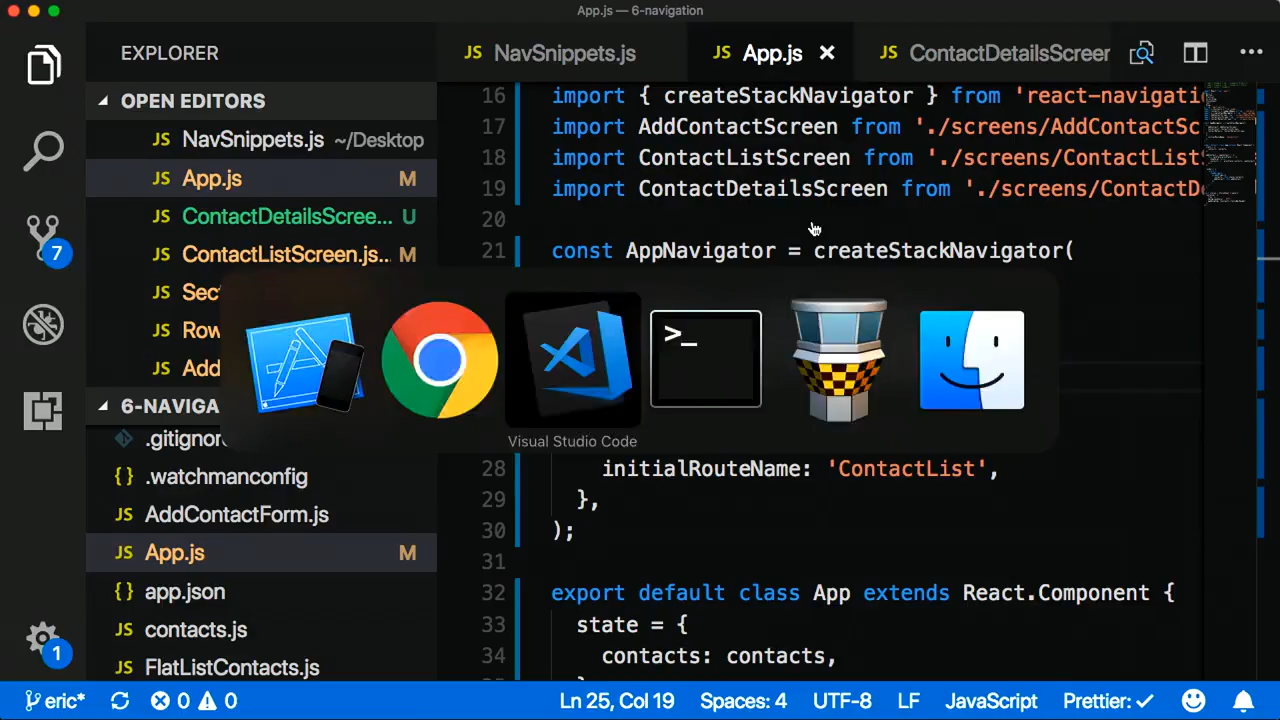 App.js — 6-navigation
EXPLORER
JS NavSnippets.js
JS App.js ×
JS ContactDetailsScreer
OPEN EDITORS
JS NavSnippets.js ~/Desktop
JS App.js M
JS ContactDetailsScree... U
JS ContactListScreen.js... M
JS Sec
JS Row
JS Add
6-NAVIGA
.gitignor
{} .watchmanconfig
JS AddContactForm.js
JS App.js M
{} app.json
JS contacts.js
JS FlatListContacts.js
7
1
16 import { createStackNavigator } from 'react-navigatio
17 import AddContactScreen from './screens/AddContactSc
18 import ContactListScreen from './screens/ContactListS
19 import ContactDetailsScreen from './screens/ContactDe
20
21 const AppNavigator = createStackNavigator(
>_
Visual Studio Code
28 initialRouteName: 'ContactList',
29 },
30 );
31
32 export default class App extends React.Component {
33 state = {
34 contacts: contacts,
eric* 0 0 Ln 25, Col 19 Spaces: 4 UTF-8 LF JavaScript Prettier: ✓